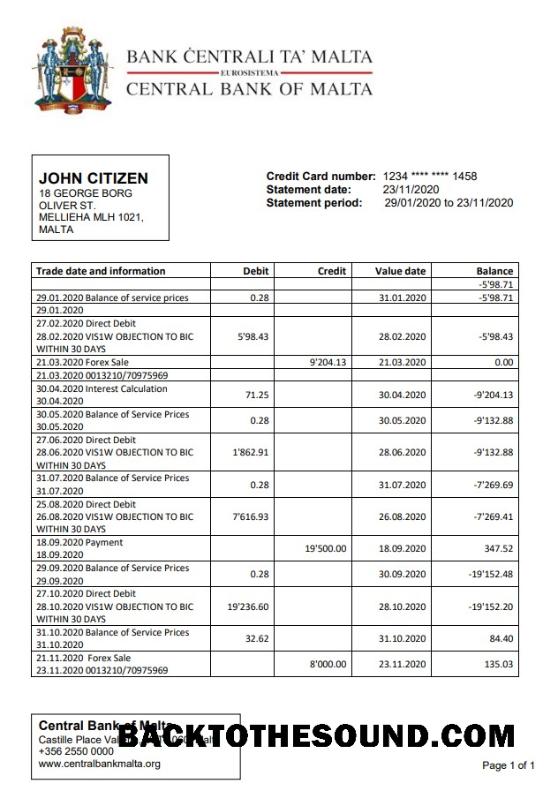 BANK ĊENTRALI TA' MALTA
EUROSISTEMA
CENTRAL BANK OF MALTA
JOHN CITIZEN
18 GEORGE BORG
OLIVER ST.
MELLIEHA MLH 1021,
MALTA
Credit Card number: 1234 **** **** 1458
Statement date: 23/11/2020
Statement period: 29/01/2020 to 23/11/2020
Trade date and information Debit Credit Value date Balance
-5'98.71
29.01.2020 Balance of service prices 0.28 31.01.2020 -5'98.71
29.01.2020
27.02.2020 Direct Debit
28.02.2020 VIS1W OBJECTION TO BIC 5'98.43 28.02.2020 -5'98.43
WITHIN 30 DAYS
21.03.2020 Forex Sale 9'204.13 21.03.2020 0.00
21.03.2020 0013210/70975969
30.04.2020 Interest Calculation
30.04.2020 71.25 30.04.2020 -9'204.13
30.05.2020 Balance of Service Prices
30.05.2020 0.28 30.05.2020 -9'132.88
27.06.2020 Direct Debit
28.06.2020 VIS1W OBJECTION TO BIC 1'862.91 28.06.2020 -9'132.88
WITHIN 30 DAYS
31.07.2020 Balance of Service Prices
31.07.2020 0.28 31.07.2020 -7'269.69
25.08.2020 Direct Debit
26.08.2020 VIS1W OBJECTION TO BIC 7'616.93 26.08.2020 -7'269.41
WITHIN 30 DAYS
18.09.2020 Payment
18.09.2020 19'500.00 18.09.2020 347.52
29.09.2020 Balance of Service Prices
29.09.2020 0.28 30.09.2020 -19'152.48
27.10.2020 Direct Debit
28.10.2020 VIS1W OBJECTION TO BIC 19'236.60 28.10.2020 -19'152.20
WITHIN 30 DAYS
31.10.2020 Balance of Service Prices
31.10.2020 32.62 31.10.2020 84.40
21.11.2020 Forex Sale
23.11.2020 0013210/70975969 8'000.00 23.11.2020 135.03
Central Bank of Malta
Castille Place
+356 2550 0000
www.centralbankmalta.org
BACKTOTHESOUND.COM
Page 1 of 1